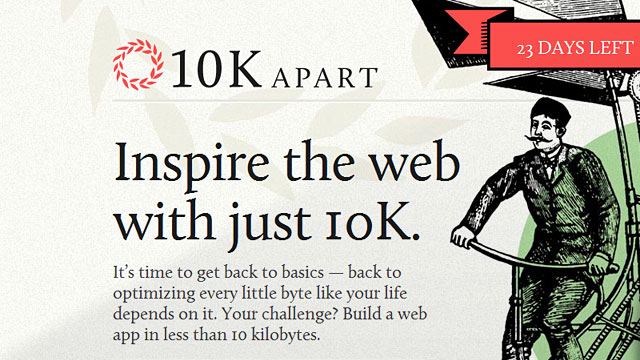 23 DAYS LEFT
10K APART
Inspire the web
with just 10K.
It’s time to get back to basics — back to
optimizing every little byte like your life
depends on it. Your challenge? Build a web
app in less than 10 kilobytes.